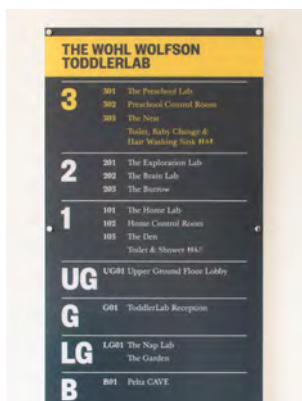 THE WOHL WOLFSON
TODDLERLAB
3
301 The Preschool Lab
302 Preschool Control Room
303 The Nest
Toilet, Baby Change &
Hair Washing Sink
2
201 The Exploration Lab
202 The Brain Lab
203 The Burrow
1
101 The Home Lab
102 Home Control Room
103 The Den
Toilet & Shower
UG
UG01 Upper Ground Floor Lobby
G
G01 ToddlerLab Reception
LG
LG01 The Nap Lab
The Garden
B
B01 Pelta CAVE